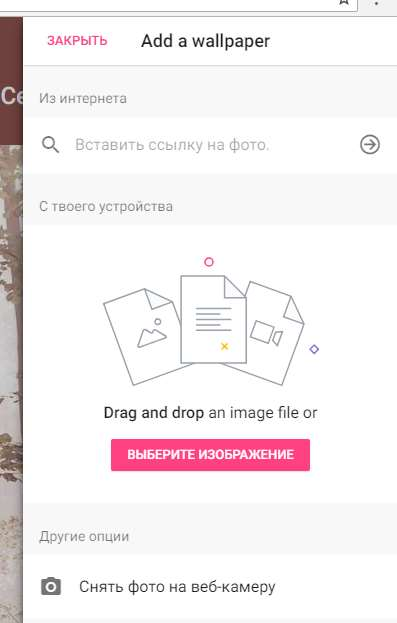 ЗАКРЫТЬ Add a wallpaper
Се
Из интернета
Вставить ссылку на фото.
С твоего устройства
Drag and drop an image file or
ВЫБЕРИТЕ ИЗОБРАЖЕНИЕ
Другие опции
Снять фото на веб-камеру